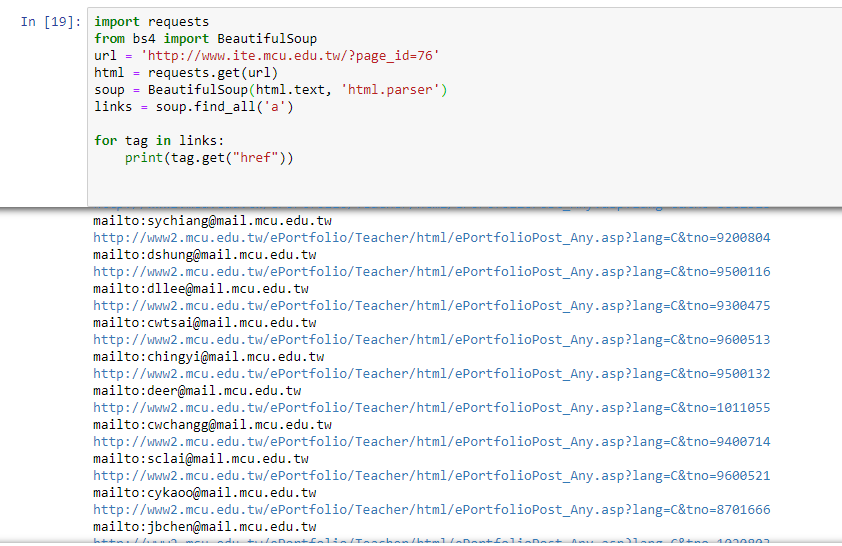 In [19]:
import requests
from bs4 import BeautifulSoup
url = 'http://www.ite.mcu.edu.tw/?page_id=76'
html = requests.get(url)
soup = BeautifulSoup(html.text, 'html.parser')
links = soup.find_all('a')
for tag in links:
    print(tag.get("href"))
mailto:sychiang@mail.mcu.edu.tw
http://www2.mcu.edu.tw/ePortfolio/Teacher/html/ePortfolioPost_Any.asp?lang=C&tno=9200804
mailto:dshung@mail.mcu.edu.tw
http://www2.mcu.edu.tw/ePortfolio/Teacher/html/ePortfolioPost_Any.asp?lang=C&tno=9500116
mailto:dllee@mail.mcu.edu.tw
http://www2.mcu.edu.tw/ePortfolio/Teacher/html/ePortfolioPost_Any.asp?lang=C&tno=9300475
mailto:cwtsai@mail.mcu.edu.tw
http://www2.mcu.edu.tw/ePortfolio/Teacher/html/ePortfolioPost_Any.asp?lang=C&tno=9600513
mailto:chingyi@mail.mcu.edu.tw
http://www2.mcu.edu.tw/ePortfolio/Teacher/html/ePortfolioPost_Any.asp?lang=C&tno=9500132
mailto:deer@mail.mcu.edu.tw
http://www2.mcu.edu.tw/ePortfolio/Teacher/html/ePortfolioPost_Any.asp?lang=C&tno=1011055
mailto:cwchangg@mail.mcu.edu.tw
http://www2.mcu.edu.tw/ePortfolio/Teacher/html/ePortfolioPost_Any.asp?lang=C&tno=9400714
mailto:sclai@mail.mcu.edu.tw
http://www2.mcu.edu.tw/ePortfolio/Teacher/html/ePortfolioPost_Any.asp?lang=C&tno=9600521
mailto:cykaoo@mail.mcu.edu.tw
http://www2.mcu.edu.tw/ePortfolio/Teacher/html/ePortfolioPost_Any.asp?lang=C&tno=8701666
mailto:jbchen@mail.mcu.edu.tw